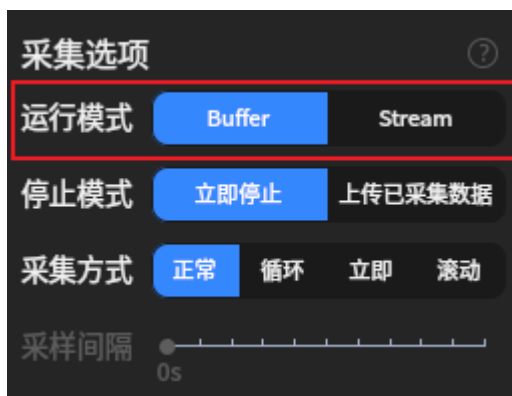 采集选项 ?
运行模式 Buffer Stream
停止模式 立即停止 上传已采集数据
采集方式 正常 循环 立即 滚动
采样间隔
0s